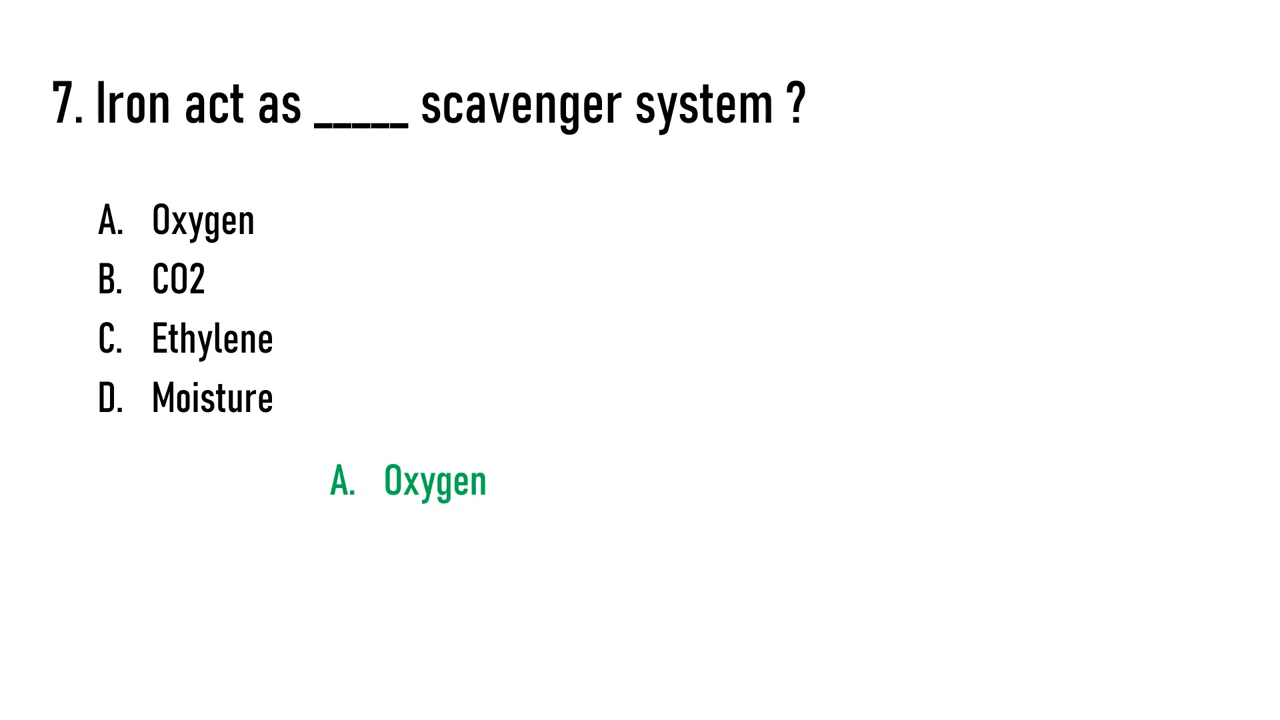 7. Iron act as _____ scavenger system ?
A. Oxygen
B. CO2
C. Ethylene
D. Moisture
A. Oxygen